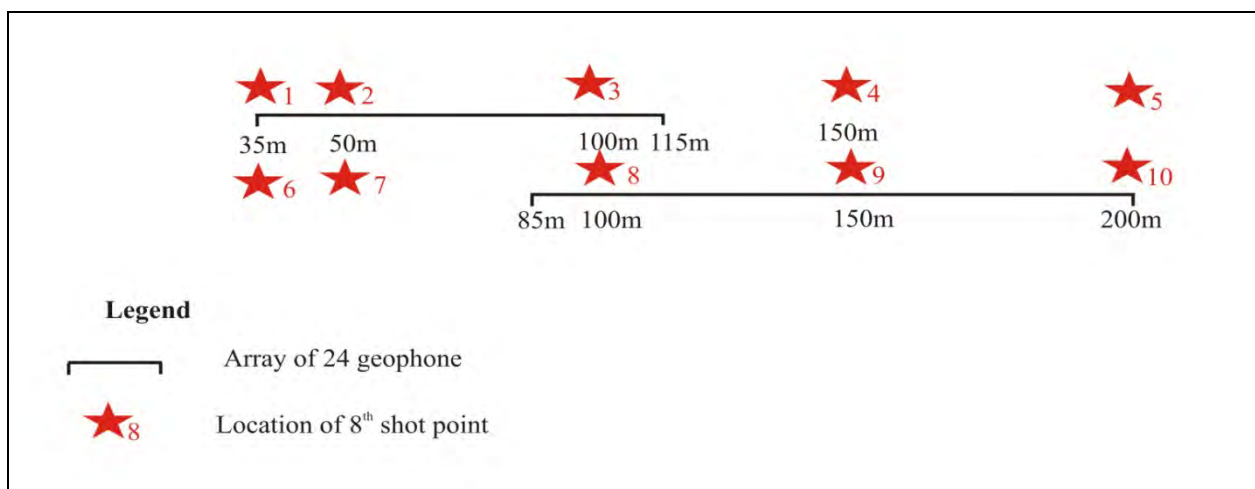 1 2 3 4 5
35m 50m 100m 115m 150m
6 7 8 9 10
85m 100m 150m 200m
Legend
Array of 24 geophone
8 Location of 8th shot point